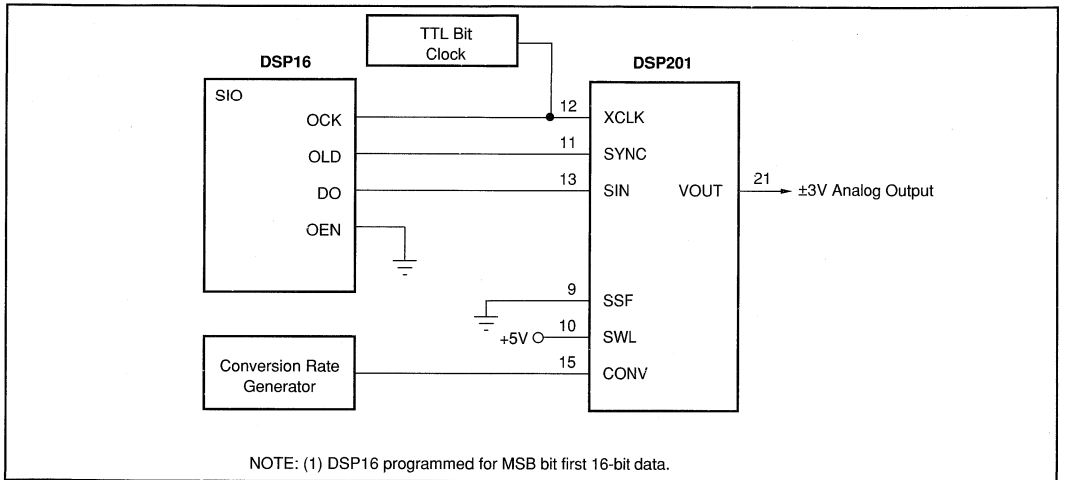 TTL Bit
Clock
DSP16
DSP201
SIO
OCK
12
XCLK
OLD
11
SYNC
DO
13
SIN
VOUT
21
±3V Analog Output
OEN
9
SSF
+5V
10
SWL
Conversion Rate
Generator
15
CONV
NOTE: (1) DSP16 programmed for MSB bit first 16-bit data.